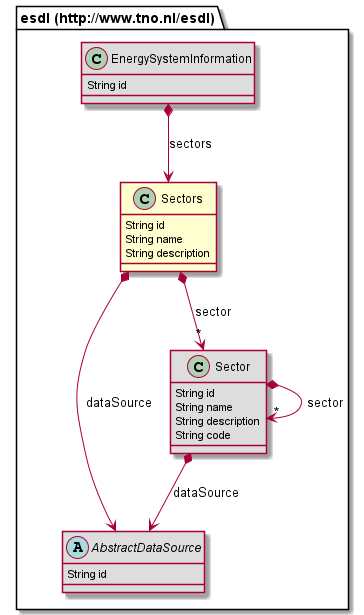 esdl (http://www.tno.nl/esdl)
C EnergySystemInformation
String id
sectors
C Sectors
String id
String name
String description
sector
*
dataSource
C Sector
String id
String name
String description
String code
* sector
dataSource
A AbstractDataSource
String id